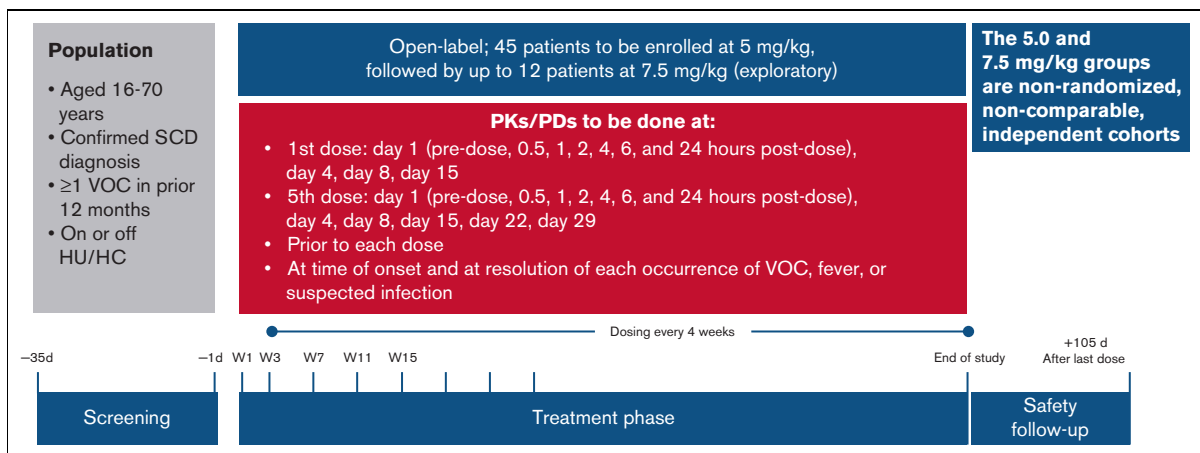 Population
• Aged 16-70
years
• Confirmed SCD
diagnosis
• ≥1 VOC in prior
12 months
• On or off
HU/HC
Open-label; 45 patients to be enrolled at 5 mg/kg,
followed by up to 12 patients at 7.5 mg/kg (exploratory)
The 5.0 and
7.5 mg/kg groups
are non-randomized,
non-comparable,
independent cohorts
PKs/PDs to be done at:
• 1st dose: day 1 (pre-dose, 0.5, 1, 2, 4, 6, and 24 hours post-dose),
day 4, day 8, day 15
• 5th dose: day 1 (pre-dose, 0.5, 1, 2, 4, 6, and 24 hours post-dose),
day 4, day 8, day 15, day 22, day 29
• Prior to each dose
• At time of onset and at resolution of each occurrence of VOC, fever, or
suspected infection
Dosing every 4 weeks
−35d
−1d
W1
W3
W7
W11
W15
End of study
+105 d
After last dose
Screening
Treatment phase
Safety
follow-up